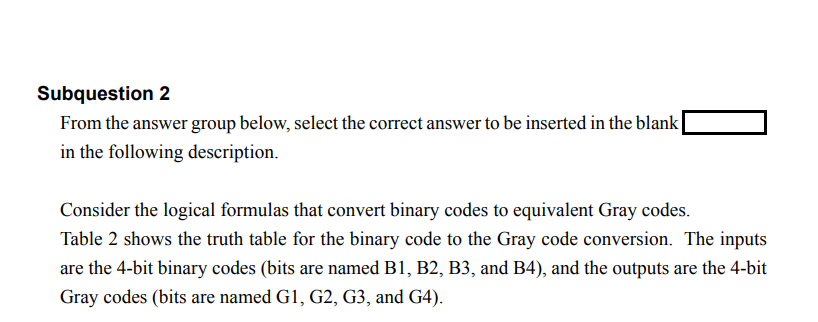 Subquestion 2
From the answer group below, select the correct answer to be inserted in the blank
in the following description.
Consider the logical formulas that convert binary codes to equivalent Gray codes.
Table 2 shows the truth table for the binary code to the Gray code conversion. The inputs
are the 4-bit binary codes (bits are named B1, B2, B3, and B4), and the outputs are the 4-bit
Gray codes (bits are named G1, G2, G3, and G4).